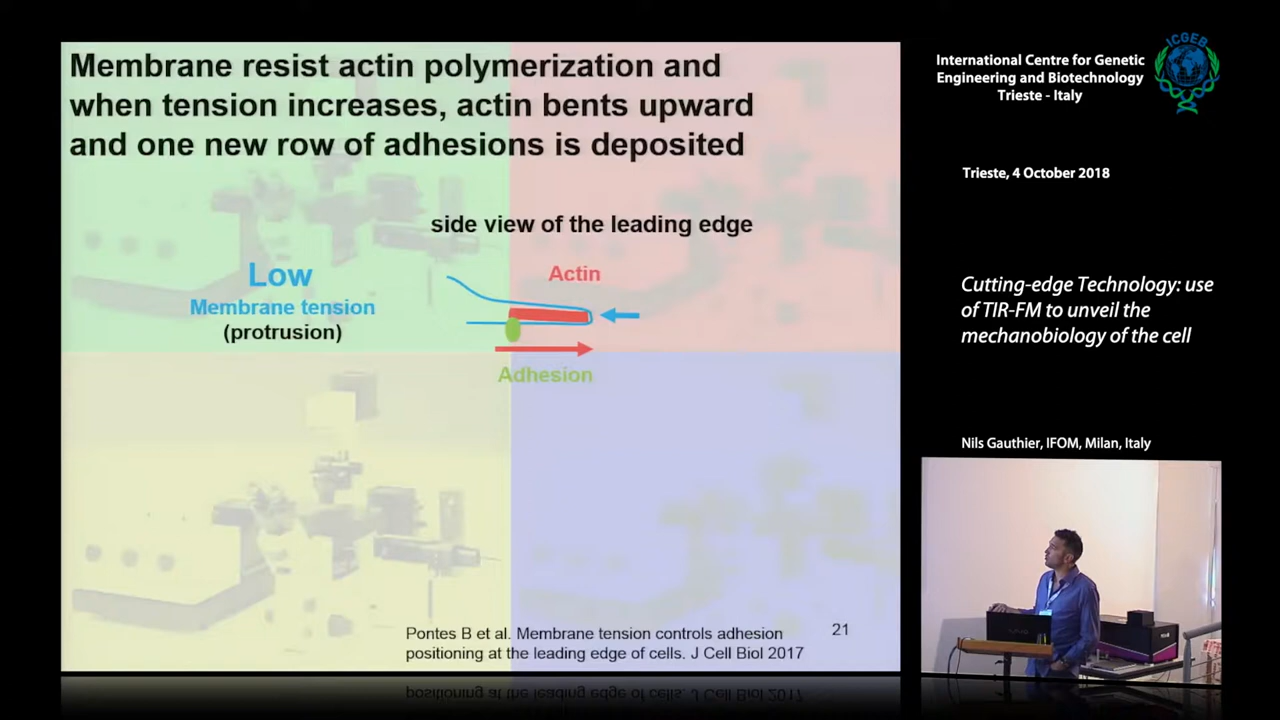 Membrane resist actin polymerization and
when tension increases, actin bents upward
and one new row of adhesions is deposited
side view of the leading edge
Low
Membrane tension
(protrusion)
Actin
Adhesion
Pontes B et al. Membrane tension controls adhesion
positioning at the leading edge of cells. J Cell Biol 2017
21
International Centre for Genetic
Engineering and Biotechnology
Trieste - Italy
ICGEB
Trieste, 4 October 2018
Cutting-edge Technology: use
of TIR-FM to unveil the
mechanobiology of the cell
Nils Gauthier, IFOM, Milan, Italy